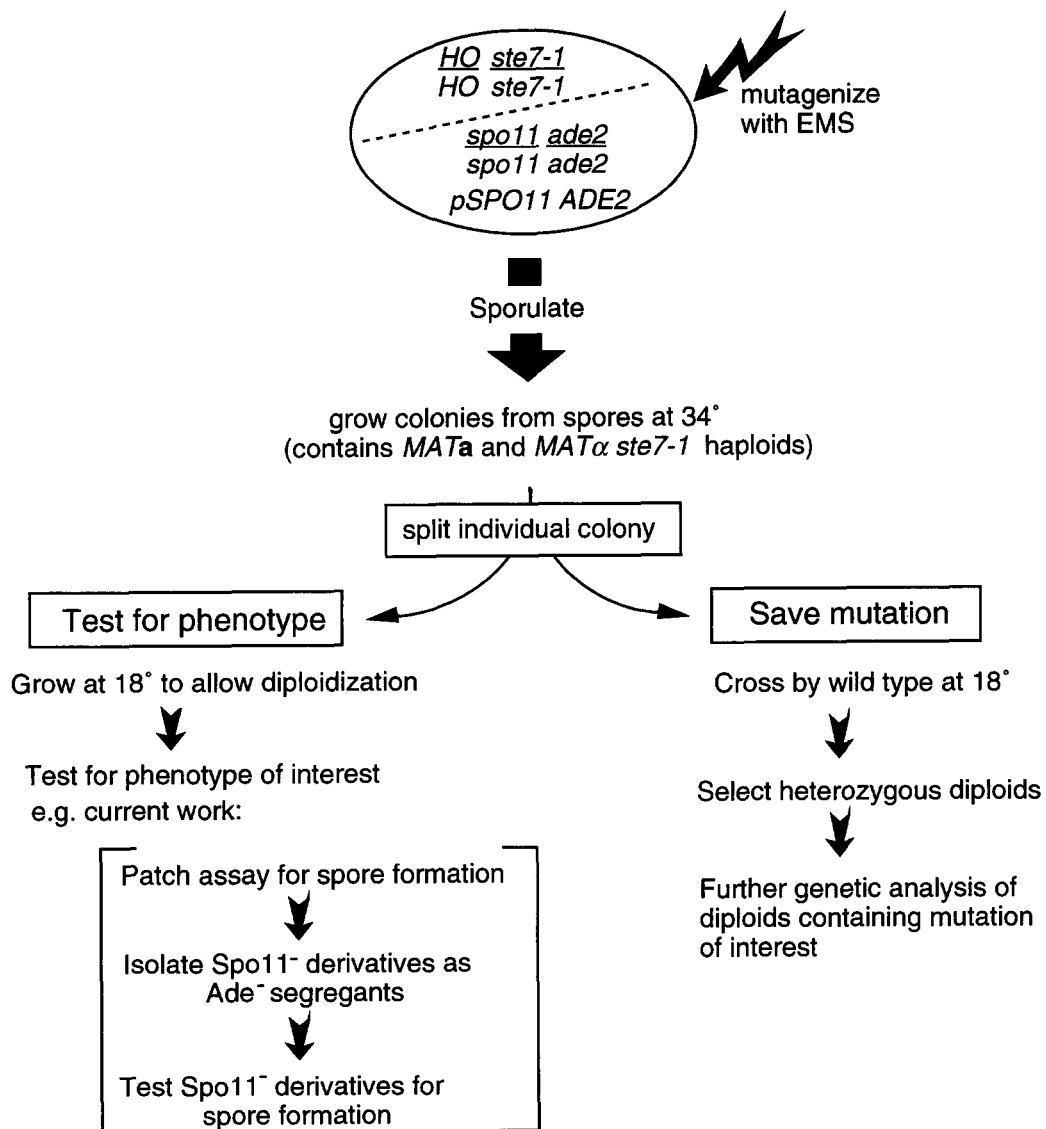 HO ste7-1
HO ste7-1
spo11 ade2
spo11 ade2
pSPO11 ADE2
mutagenize
with EMS
Sporulate
grow colonies from spores at 34˚
(contains MATa and MATα ste7-1 haploids)
split individual colony
Test for phenotype
Grow at 18˚ to allow diploidization
Test for phenotype of interest
e.g. current work:
Patch assay for spore formation
Isolate Spo11⁻ derivatives as
Ade⁻ segregants
Test Spo11⁻ derivatives for
spore formation
Save mutation
Cross by wild type at 18˚
Select heterozygous diploids
Further genetic analysis of
diploids containing mutation
of interest